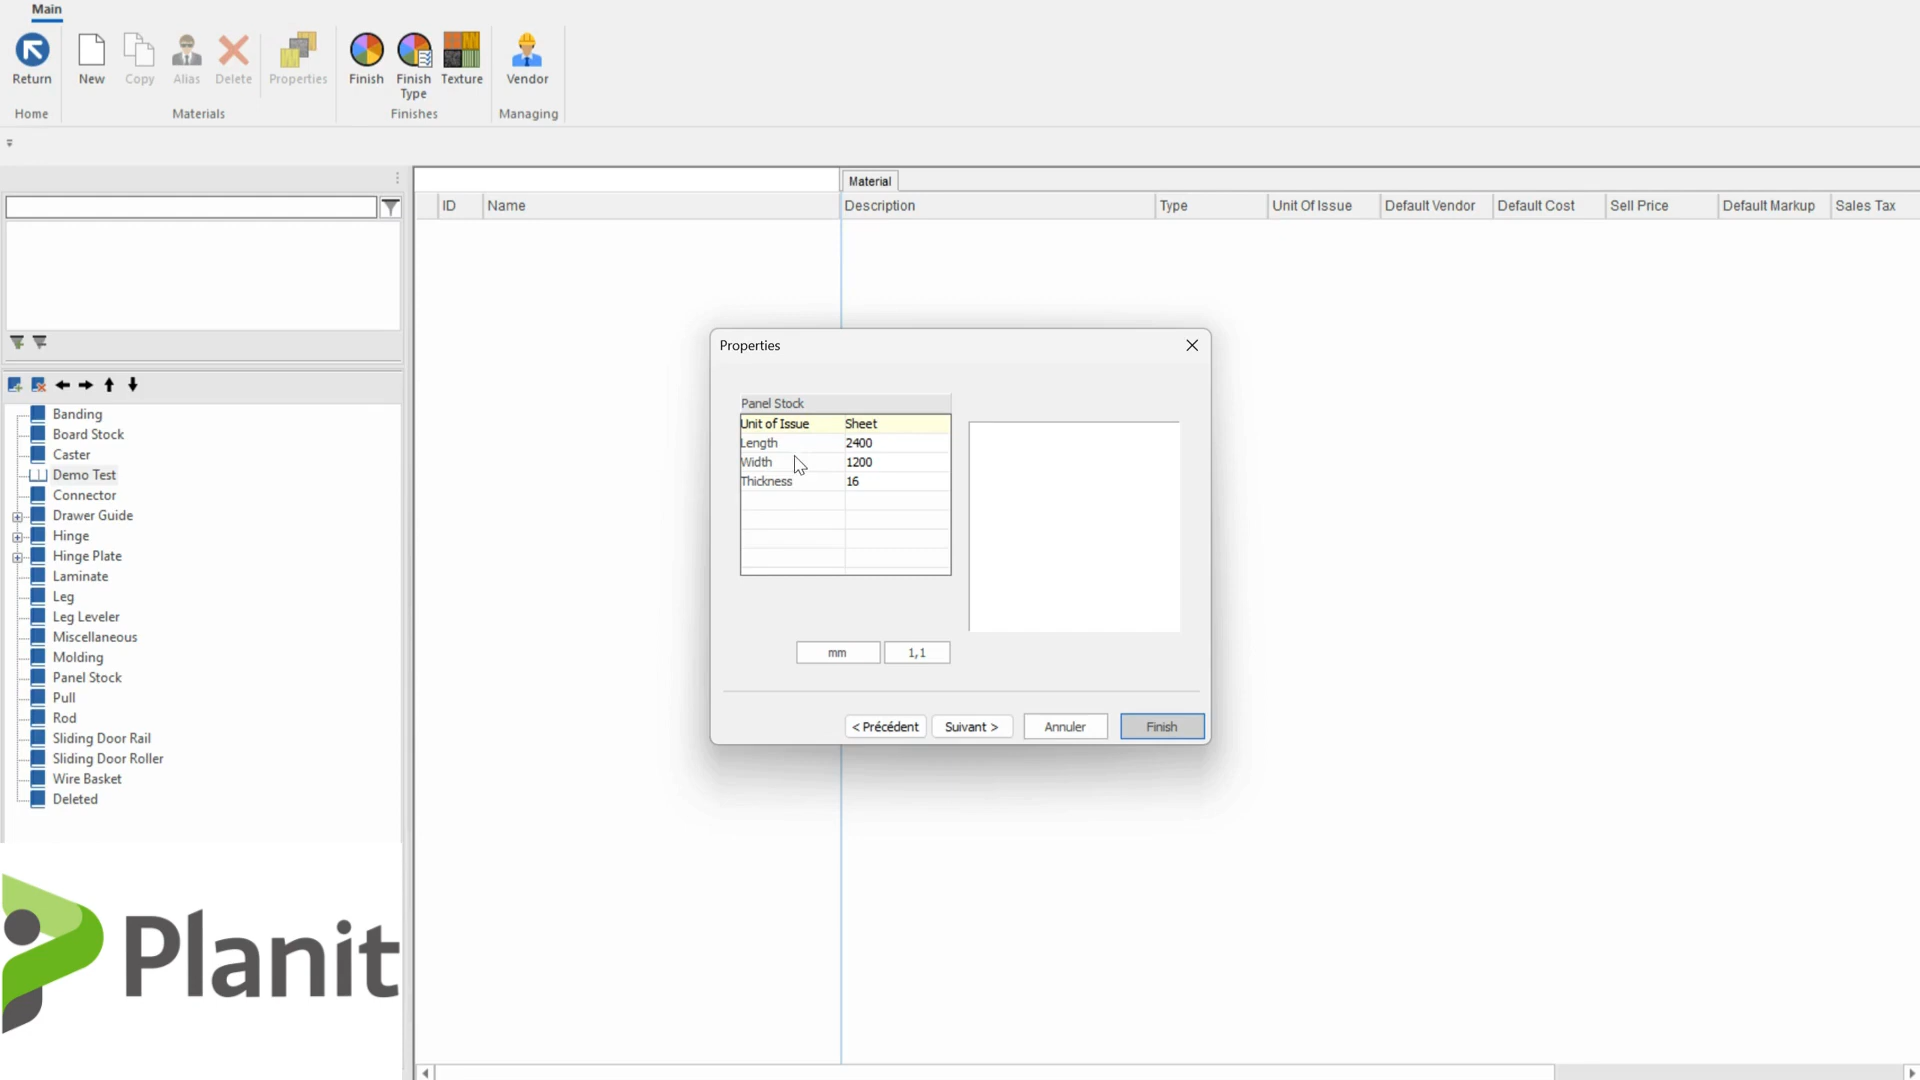 Main
Return
New
Copy
Alias
Delete
Properties
Finish
Finish
Type
Texture
Vendor
Home
Materials
Finishes
Managing
Material
ID
Name
Description
Type
Unit Of Issue
Default Vendor
Default Cost
Sell Price
Default Markup
Sales Tax
Banding
Board Stock
Caster
Demo Test
Connector
Drawer Guide
Hinge
Hinge Plate
Laminate
Leg
Leg Leveler
Miscellaneous
Molding
Panel Stock
Pull
Rod
Sliding Door Rail
Sliding Door Roller
Wire Basket
Deleted
Properties
Panel Stock
Unit of Issue Sheet
Length 2400
Width 1200
Thickness 16
mm 1,1
< Précédent Suivant > Annuler Finish
Planit